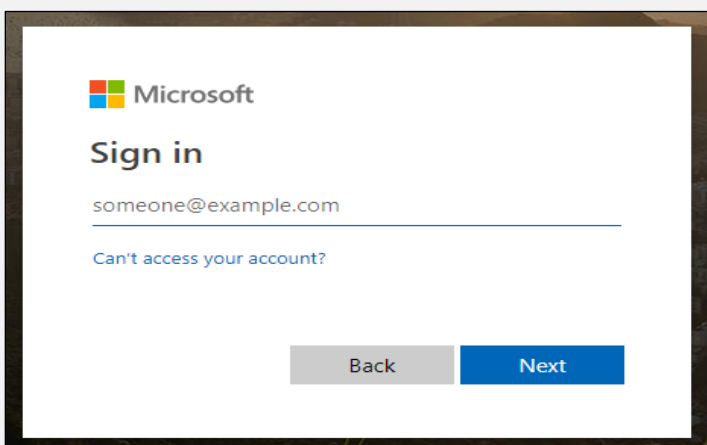 Microsoft
Sign in
someone@example.com
Can't access your account?
Back Next